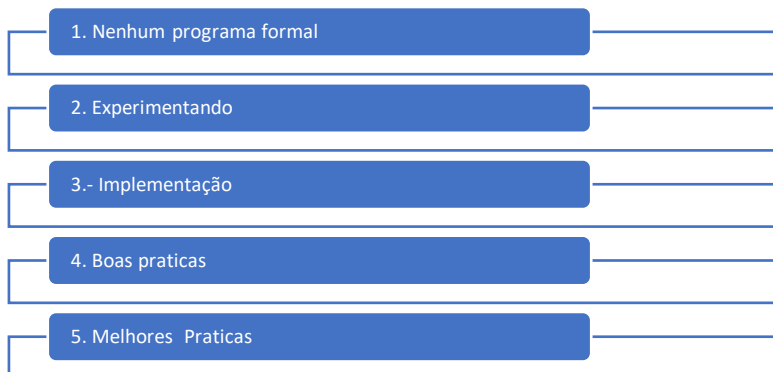 1. Nenhum programa formal
2. Experimentando
3.- Implementação
4. Boas praticas
5. Melhores Praticas